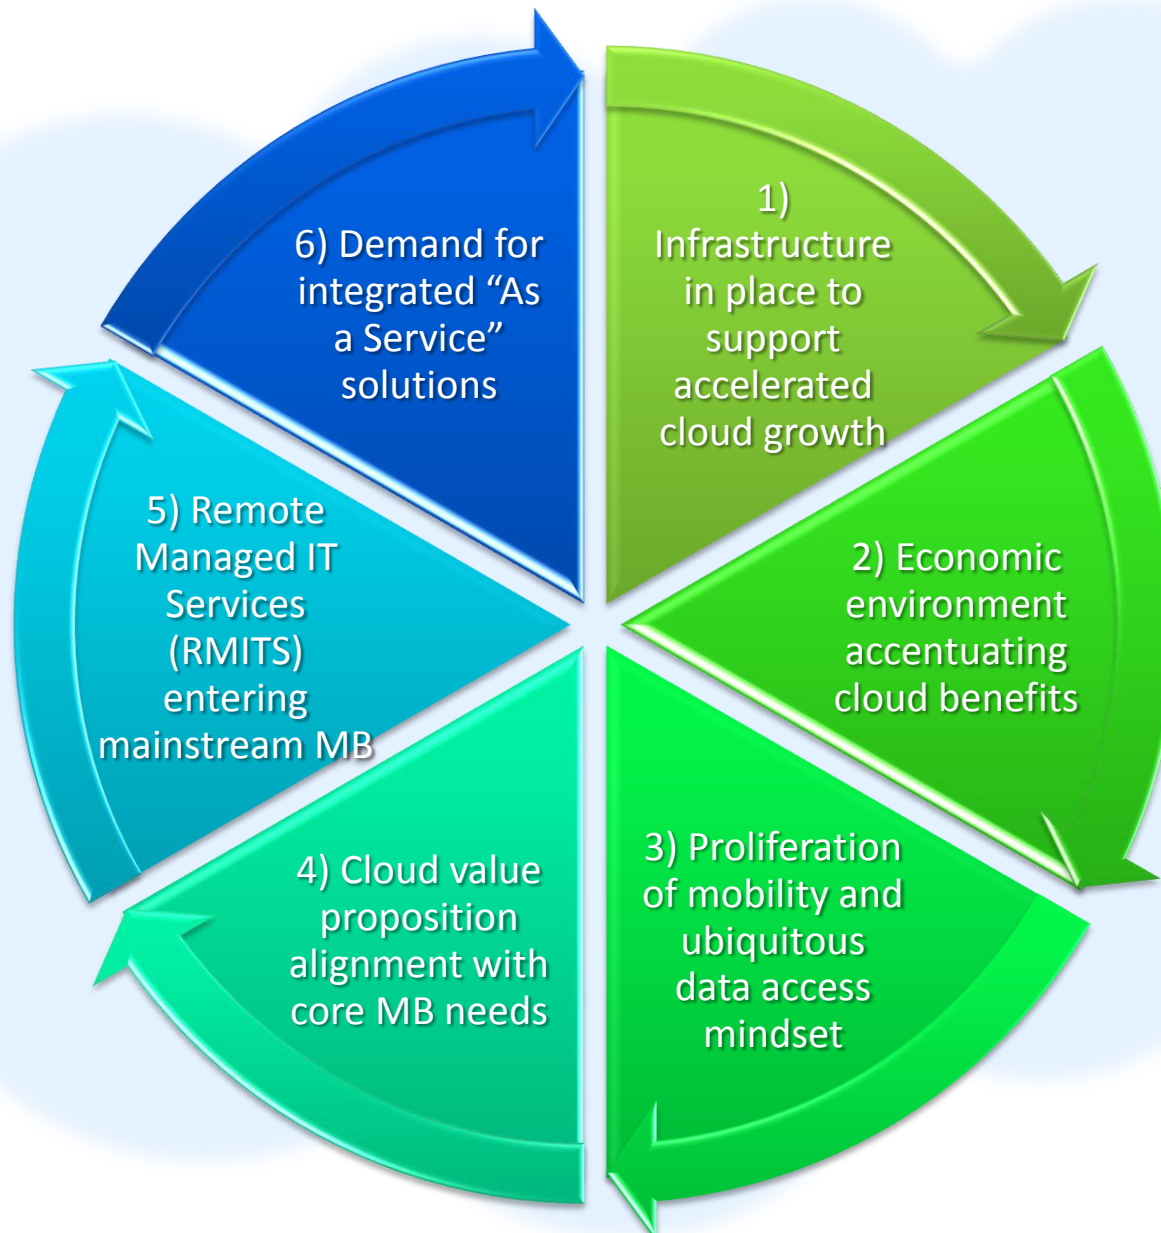 1)
Infrastructure
in place to
support
accelerated
cloud growth
2) Economic
environment
accentuating
cloud benefits
3) Proliferation
of mobility and
ubiquitous
data access
mindset
4) Cloud value
proposition
alignment with
core MB needs
5) Remote
Managed IT
Services
(RMITS)
entering
mainstream MB
6) Demand for
integrated “As
a Service”
solutions